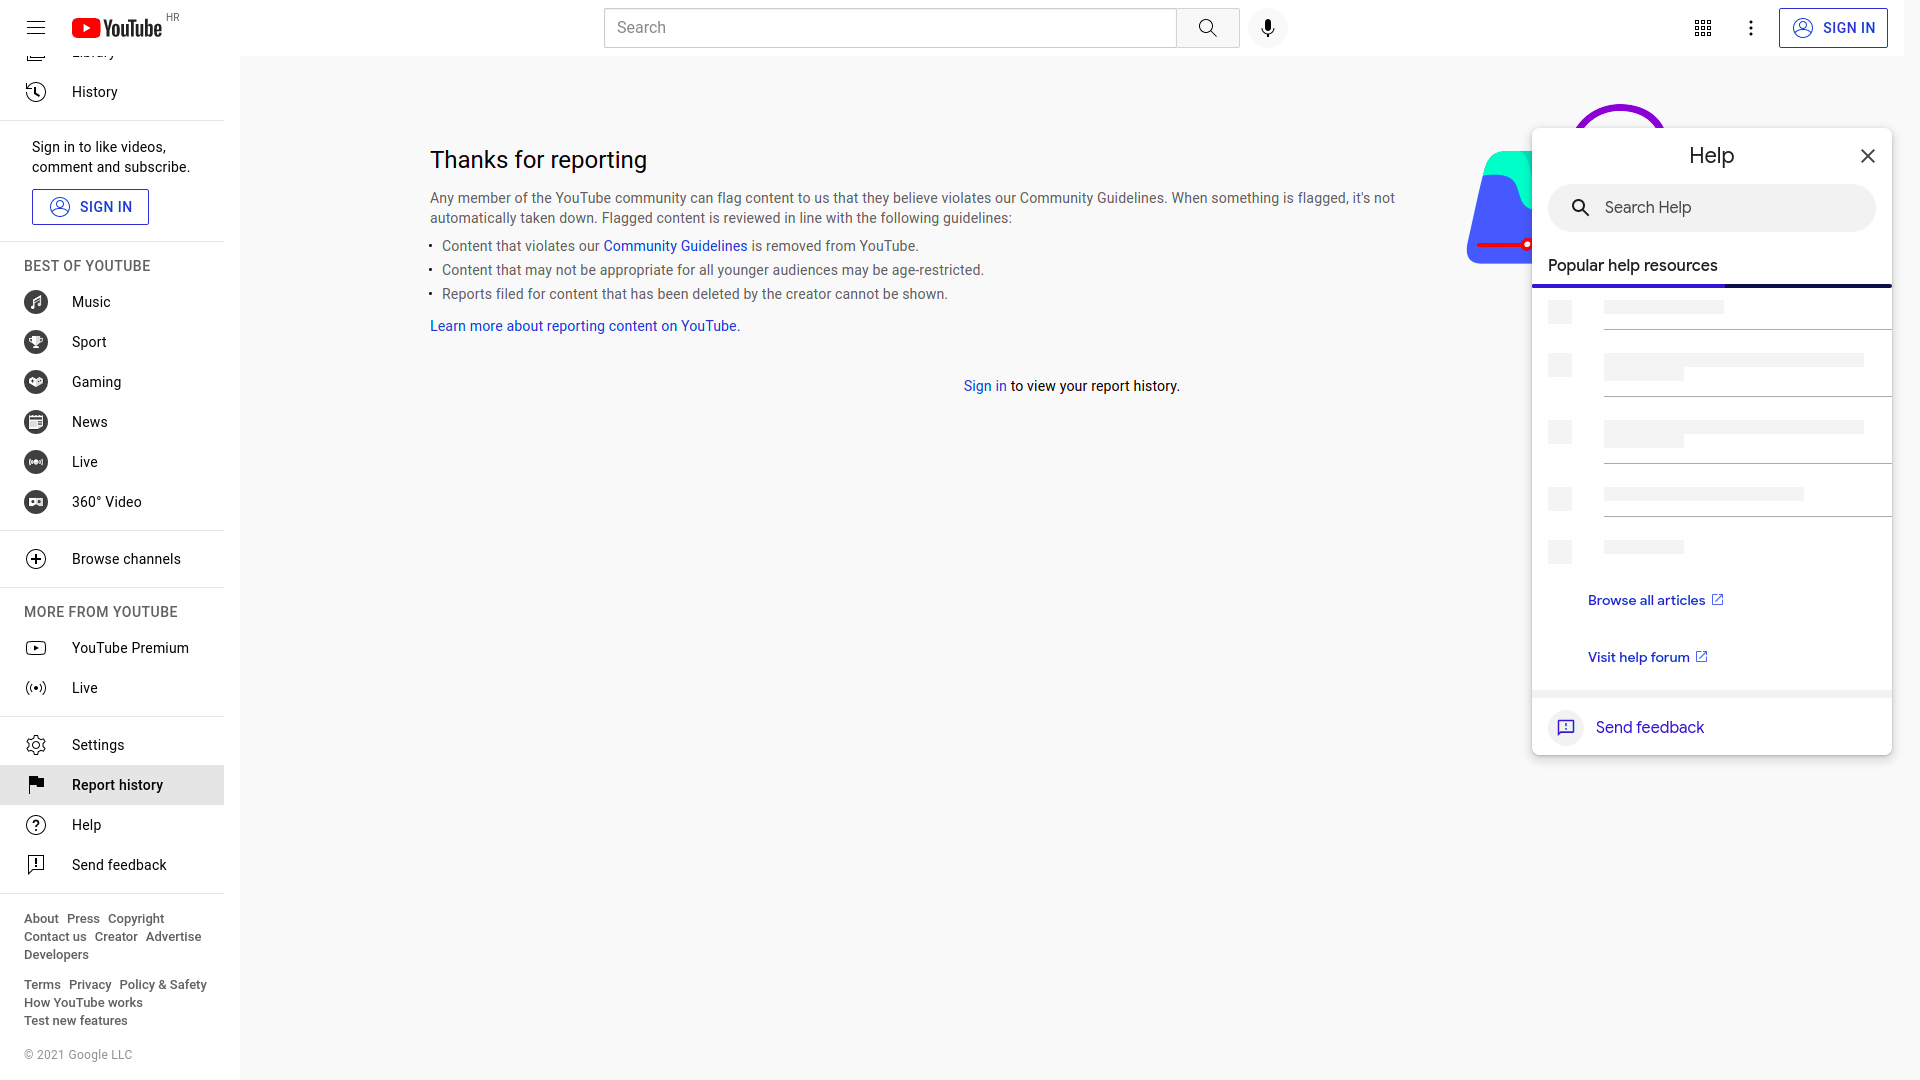 YouTube HR
Search
SIGN IN
History
Sign in to like videos,
comment and subscribe.
SIGN IN
BEST OF YOUTUBE
Music
Sport
Gaming
News
Live
360° Video
Browse channels
MORE FROM YOUTUBE
YouTube Premium
Live
Settings
Report history
Help
Send feedback
About Press Copyright
Contact us Creator Advertise
Developers
Terms Privacy Policy & Safety
How YouTube works
Test new features
© 2021 Google LLC
Thanks for reporting
Any member of the YouTube community can flag content to us that they believe violates our Community Guidelines. When something is flagged, it's not
automatically taken down. Flagged content is reviewed in line with the following guidelines:
• Content that violates our Community Guidelines is removed from YouTube.
• Content that may not be appropriate for all younger audiences may be age-restricted.
• Reports filed for content that has been deleted by the creator cannot be shown.
Learn more about reporting content on YouTube.
Sign in to view your report history.
Help
Search Help
Popular help resources
Browse all articles
Visit help forum
Send feedback